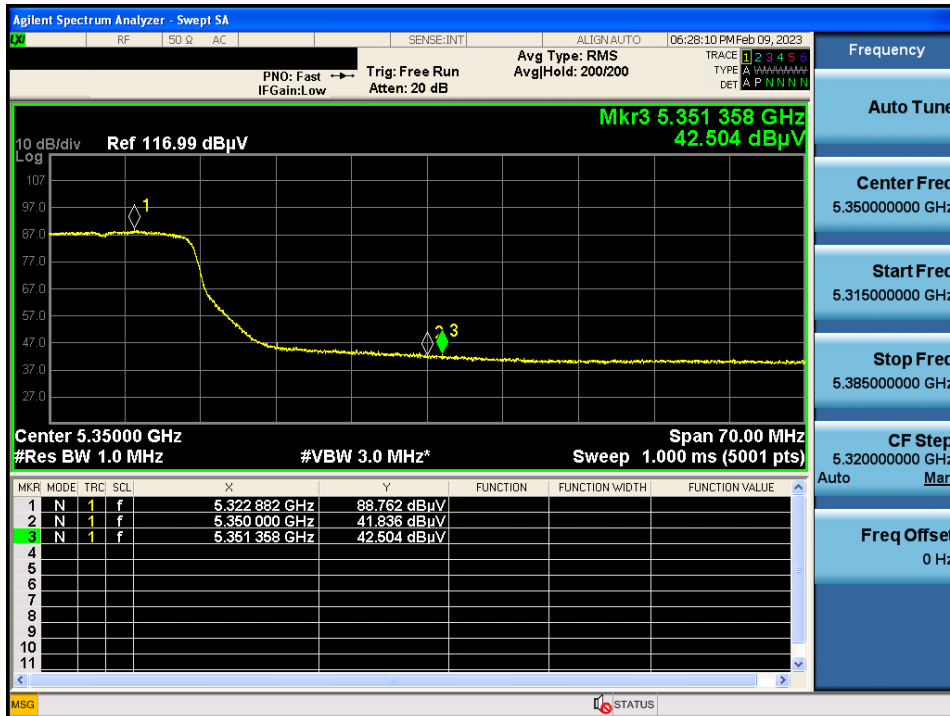 Agilent Spectrum Analyzer - Swept SA
LXI RF 50 Ω AC SENSE:INT ALIGN AUTO 06:28:10 PM Feb 09, 2023
PNO: Fast Trig: Free Run Avg Type: RMS TRACE 1 2 3 4 5 6
IFGain:Low Atten: 20 dB Avg|Hold: 200/200 TYPE A WWWWW
DET A P N N N N
Mkr3 5.351 358 GHz
42.504 dBµV
10 dB/div Ref 116.99 dBµV
Log
107
97.0
87.0
77.0
67.0
57.0
47.0
37.0
27.0
1
2 3
Center 5.35000 GHz Span 70.00 MHz
#Res BW 1.0 MHz #VBW 3.0 MHz* Sweep 1.000 ms (5001 pts)
MKR MODE TRC SCL X Y FUNCTION FUNCTION WIDTH FUNCTION VALUE
1 N 1 f 5.322 882 GHz 88.762 dBµV
2 N 1 f 5.350 000 GHz 41.836 dBµV
3 N 1 f 5.351 358 GHz 42.504 dBµV
4
5
6
7
8
9
10
11
MSG STATUS
Frequency
Auto Tune
Center Freq
5.350000000 GHz
Start Freq
5.315000000 GHz
Stop Freq
5.385000000 GHz
CF Step
5.320000000 GHz
Auto Man
Freq Offset
0 Hz